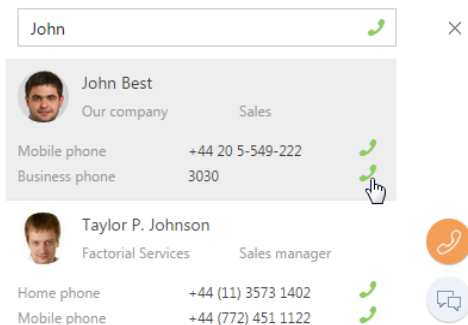 John
John Best
Our company Sales
Mobile phone +44 20 5-549-222
Business phone 3030
Taylor P. Johnson
Factorial Services Sales manager
Home phone +44 (11) 3573 1402
Mobile phone +44 (772) 451 1122